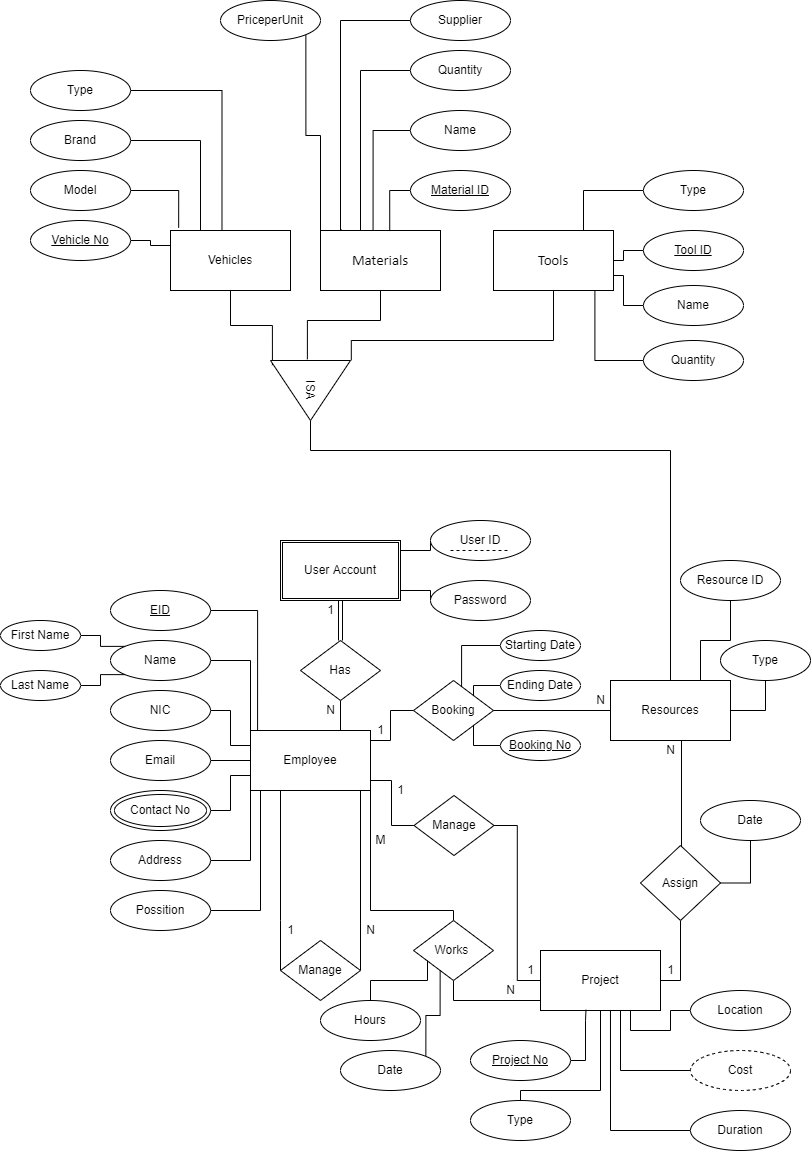 PriceperUnit
Supplier
Type
Quantity
Brand
Name
Model
Material ID
Type
Vehicle No
Tool ID
Vehicles
Materials
Tools
Name
Quantity
ISA
User ID
User Account
Resource ID
EID
Password
1
First Name
Name
Has
Starting Date
Type
Last Name
Ending Date
NIC
N
Booking
N
Resources
1
Booking No
Email
Employee
N
1
Contact No
Manage
Date
M
Address
Assign
Possition
1
N
Works
Manage
1
1
Project
N
Hours
Location
Project No
Date
Cost
Type
Duration